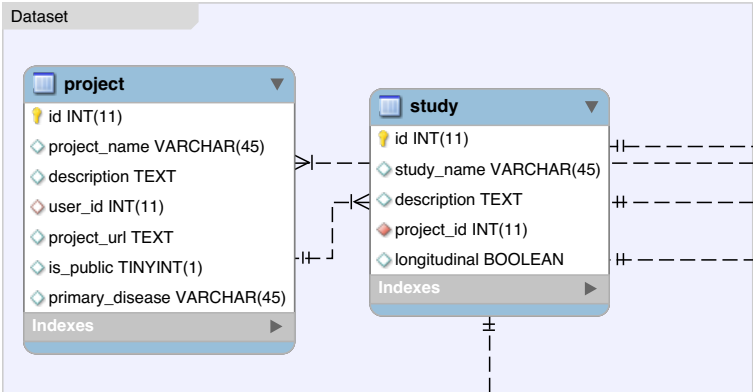 Dataset
project
id INT(11)
project_name VARCHAR(45)
description TEXT
user_id INT(11)
project_url TEXT
is_public TINYINT(1)
primary_disease VARCHAR(45)
Indexes
study
id INT(11)
study_name VARCHAR(45)
description TEXT
project_id INT(11)
longitudinal BOOLEAN
Indexes